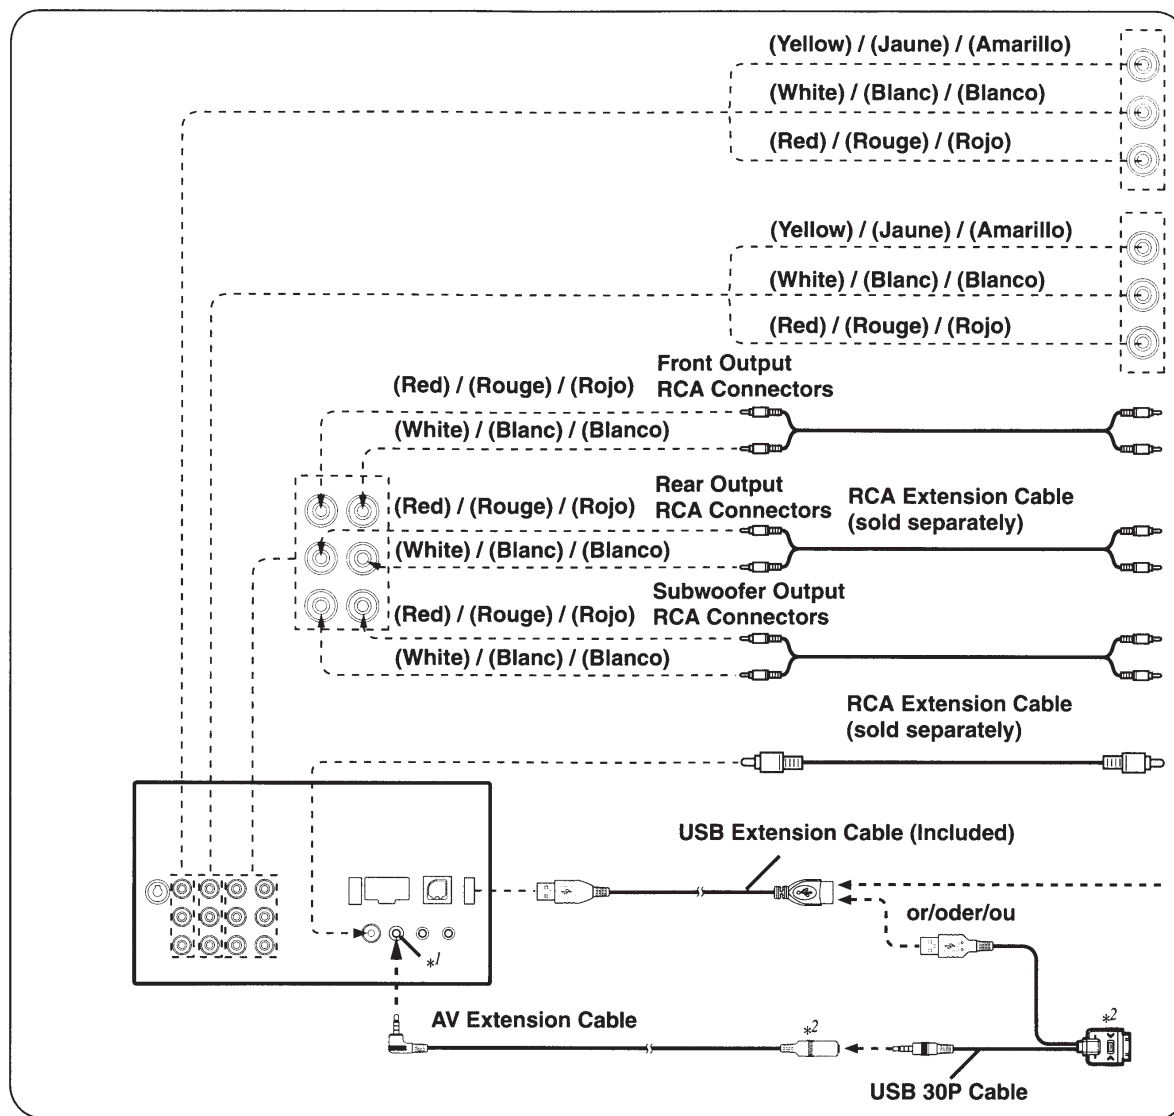 (Yellow) / (Jaune) / (Amarillo)
(White) / (Blanc) / (Blanco)
(Red) / (Rouge) / (Rojo)
(Yellow) / (Jaune) / (Amarillo)
(White) / (Blanc) / (Blanco)
(Red) / (Rouge) / (Rojo)
Front Output
RCA Connectors
(Red) / (Rouge) / (Rojo)
(White) / (Blanc) / (Blanco)
Rear Output
RCA Connectors
(Red) / (Rouge) / (Rojo)
(White) / (Blanc) / (Blanco)
RCA Extension Cable
(sold separately)
Subwoofer Output
RCA Connectors
(Red) / (Rouge) / (Rojo)
(White) / (Blanc) / (Blanco)
RCA Extension Cable
(sold separately)
USB Extension Cable (Included)
or/oder/ou
*1
AV Extension Cable
*2
*2
USB 30P Cable